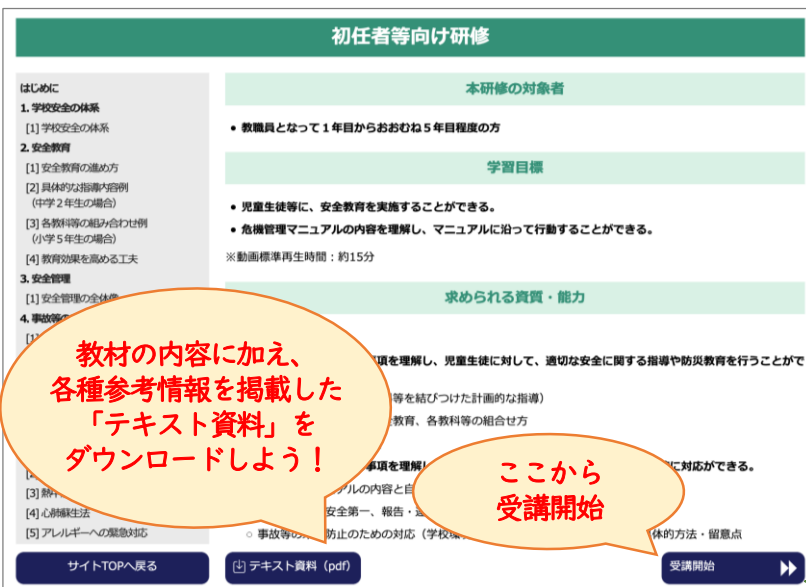 初任者等向け研修
はじめに
1. 学校安全の体系
[1] 学校安全の体系
2. 安全教育
[1] 安全教育の進め方
[2] 具体的な指導内容例
（中学２年生の場合）
[3] 各教科等の組み合わせ例
（小学５年生の場合）
[4] 教育効果を高める工夫
3. 安全管理
[1] 安全管理の全体像
4. 事故等の
[4] 心肺蘇生法
[5] アレルギーへの緊急対応
サイトTOPへ戻る
本研修の対象者
• 教職員となって１年目からおおむね５年目程度の方
学習目標
• 児童生徒等に、安全教育を実施することができる。
• 危機管理マニュアルの内容を理解し、マニュアルに沿って行動することができる。
※動画標準再生時間：約15分
求められる資質・能力
項を理解し、児童生徒に対して、適切な安全に関する指導や防災教育を行うことがで
等を結びつけた計画的な指導）
教育、各教科等の組合せ方
事項を理解し
に対応ができる。
アルの内容と自
安全第一、報告・連
○ 事故等の未
防止のための対応（学校環
体的方法・留意点
教材の内容に加え、
各種参考情報を掲載した
「テキスト資料」を
ダウンロードしよう！
ここから
受講開始
テキスト資料（pdf）
受講開始